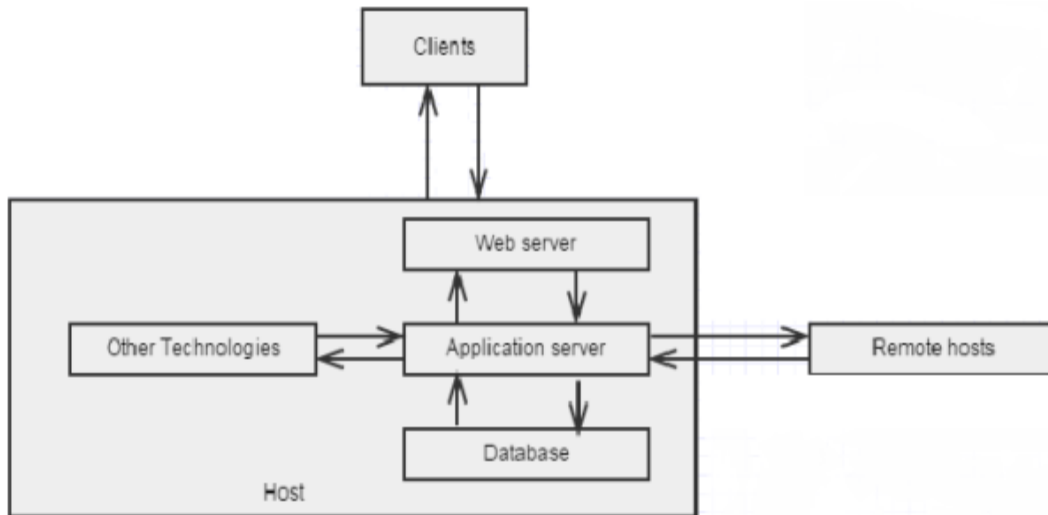 Clients
Web server
Other Technologies
Application server
Remote hosts
Database
Host